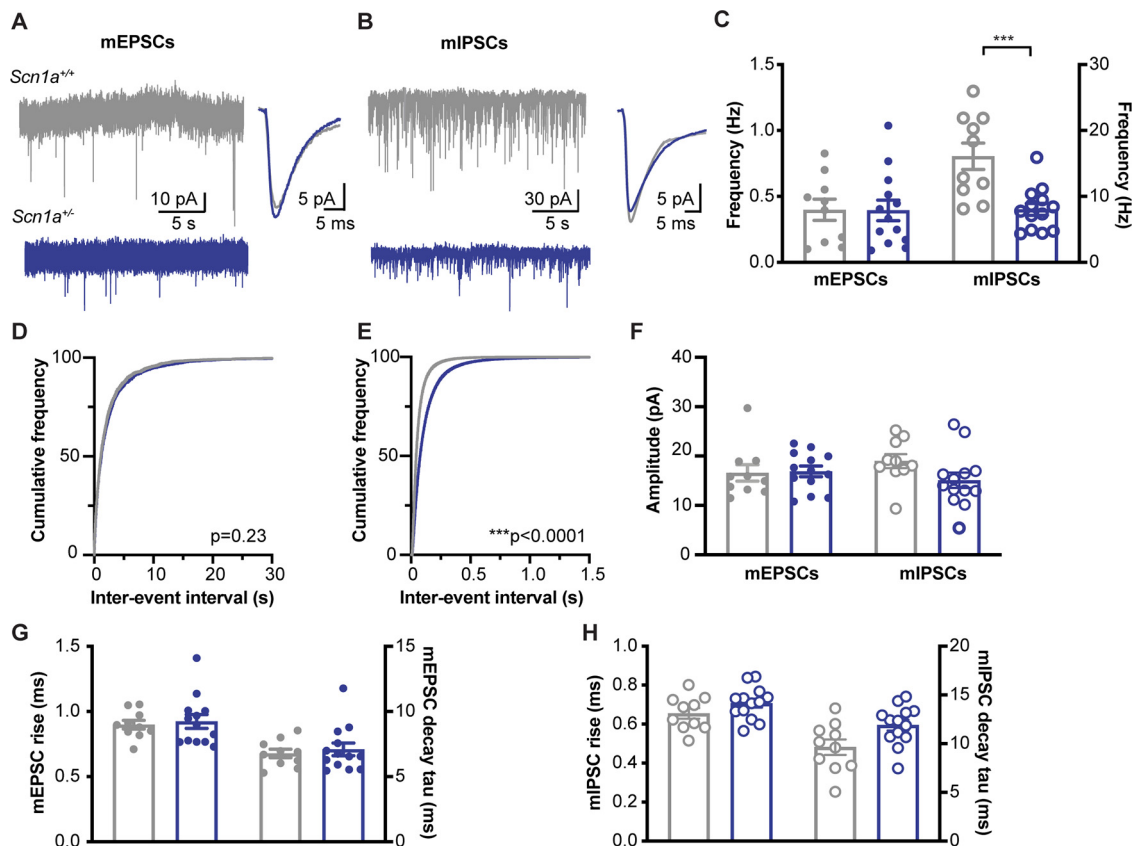 A
mEPSCs
Scn1a+/+
10 pA
5 s
5 pA
5 ms
Scn1a+/-
B
mIPSCs
30 pA
5 s
5 pA
5 ms
C
***
1.5
1.0
0.5
0.0
Frequency (Hz)
30
20
10
0
Frequency (Hz)
mEPSCs
mIPSCs
D
100
50
0
Cumulative frequency
p=0.23
0
10
20
30
Inter-event interval (s)
E
100
50
0
Cumulative frequency
***p<0.0001
0
0.5
1.0
1.5
Inter-event interval (s)
F
40
30
20
10
0
Amplitude (pA)
mEPSCs
mIPSCs
G
1.5
1.0
0.5
0.0
mEPSC rise (ms)
15
10
5
0
mEPSC decay tau (ms)
H
1.0
0.8
0.6
0.4
0.2
0.0
mIPSC rise (ms)
20
15
10
5
0
mIPSC decay tau (ms)